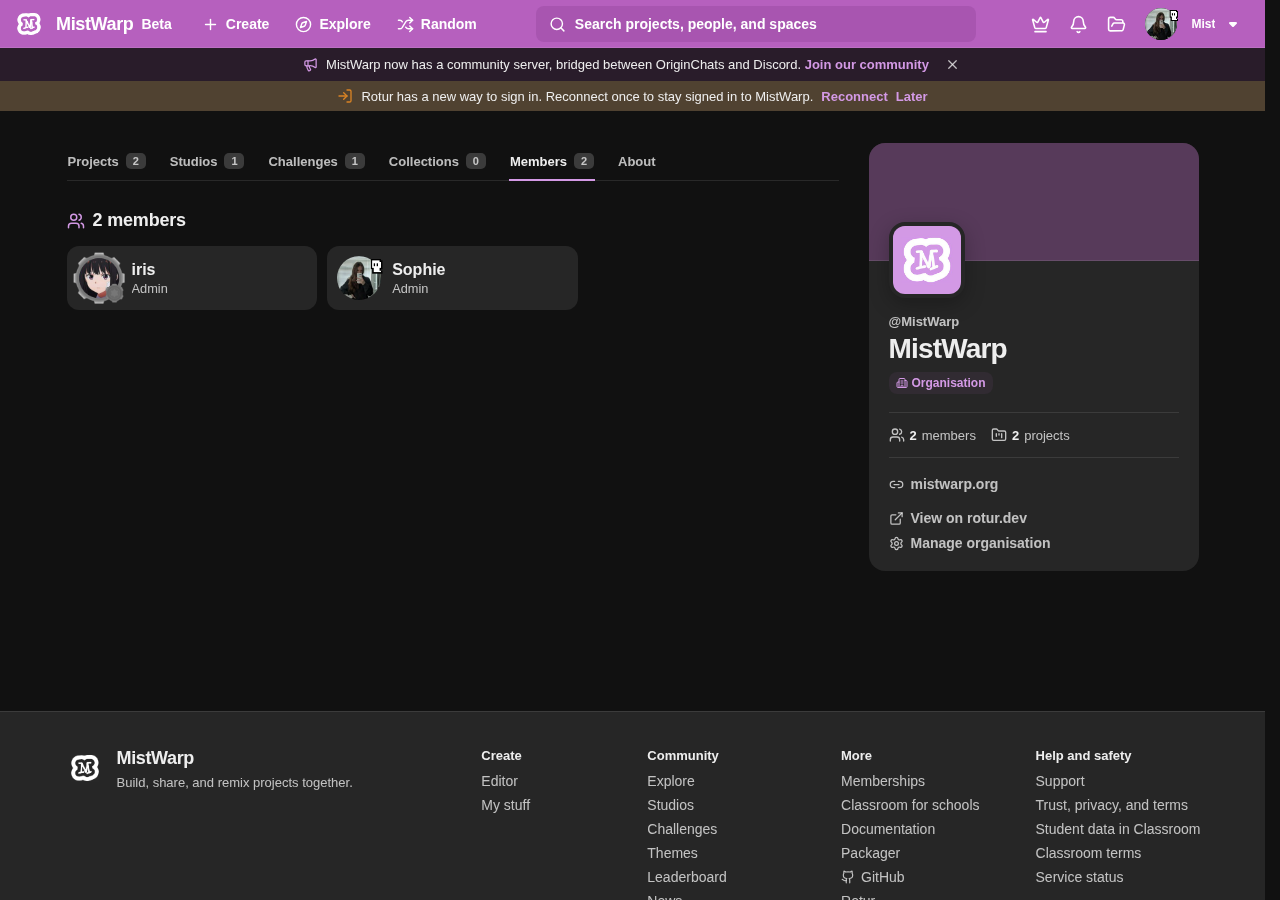 MistWarp Beta Create Explore Random Search projects, people, and spaces Mist
MistWarp now has a community server, bridged between OriginChats and Discord. Join our community
Rotur has a new way to sign in. Reconnect once to stay signed in to MistWarp. Reconnect Later
Projects 2 Studios 1 Challenges 1 Collections 0 Members 2 About
2 members
iris
Admin
Sophie
Admin
@MistWarp
MistWarp
Organisation
2 members 2 projects
mistwarp.org
View on rotur.dev
Manage organisation
MistWarp
Build, share, and remix projects together.
Create
Editor
My stuff
Community
Explore
Studios
Challenges
Themes
Leaderboard
News
More
Memberships
Classroom for schools
Documentation
Packager
GitHub
Rotur
Help and safety
Support
Trust, privacy, and terms
Student data in Classroom
Classroom terms
Service status